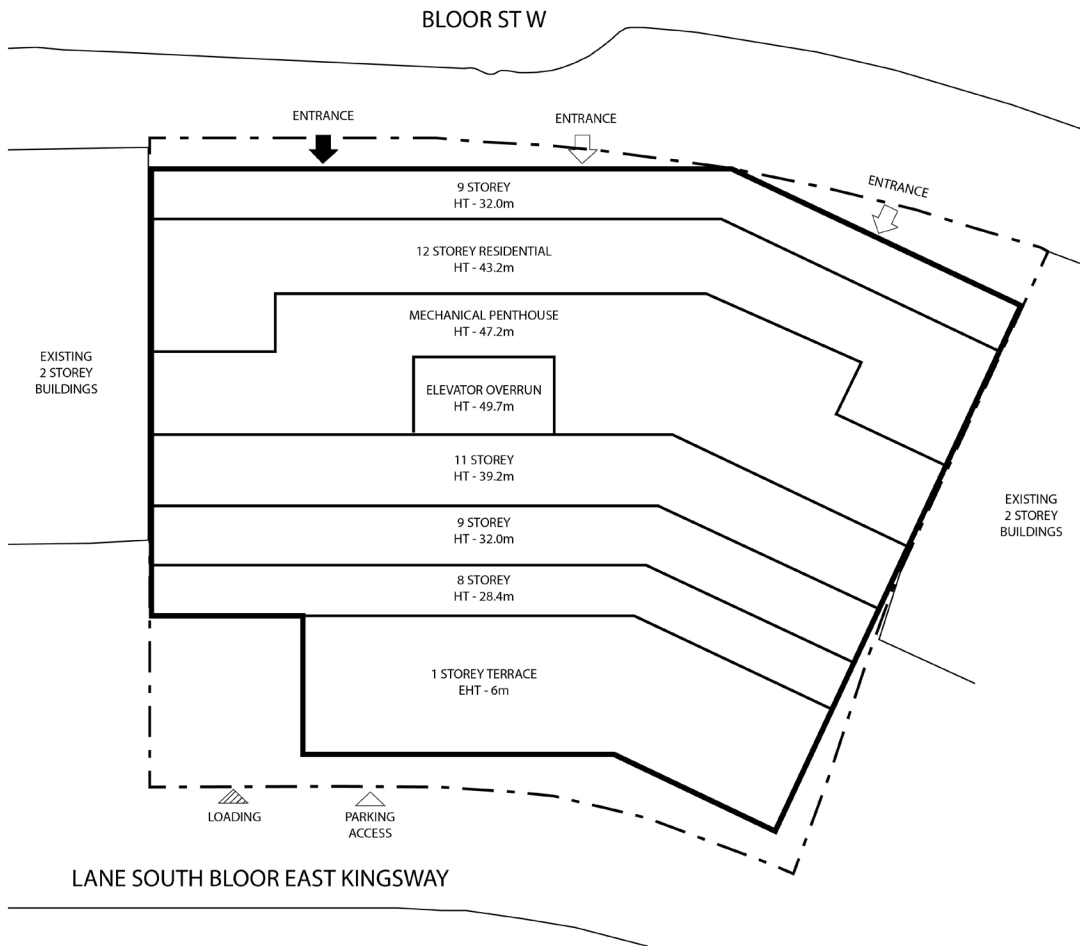 BLOOR ST W
ENTRANCE
ENTRANCE
ENTRANCE
9 STOREY
HT - 32.0m
12 STOREY RESIDENTIAL
HT - 43.2m
MECHANICAL PENTHOUSE
HT - 47.2m
EXISTING
2 STOREY
BUILDINGS
ELEVATOR OVERRUN
HT - 49.7m
11 STOREY
HT - 39.2m
EXISTING
2 STOREY
BUILDINGS
9 STOREY
HT - 32.0m
8 STOREY
HT - 28.4m
1 STOREY TERRACE
EHT - 6m
LOADING
PARKING
ACCESS
LANE SOUTH BLOOR EAST KINGSWAY